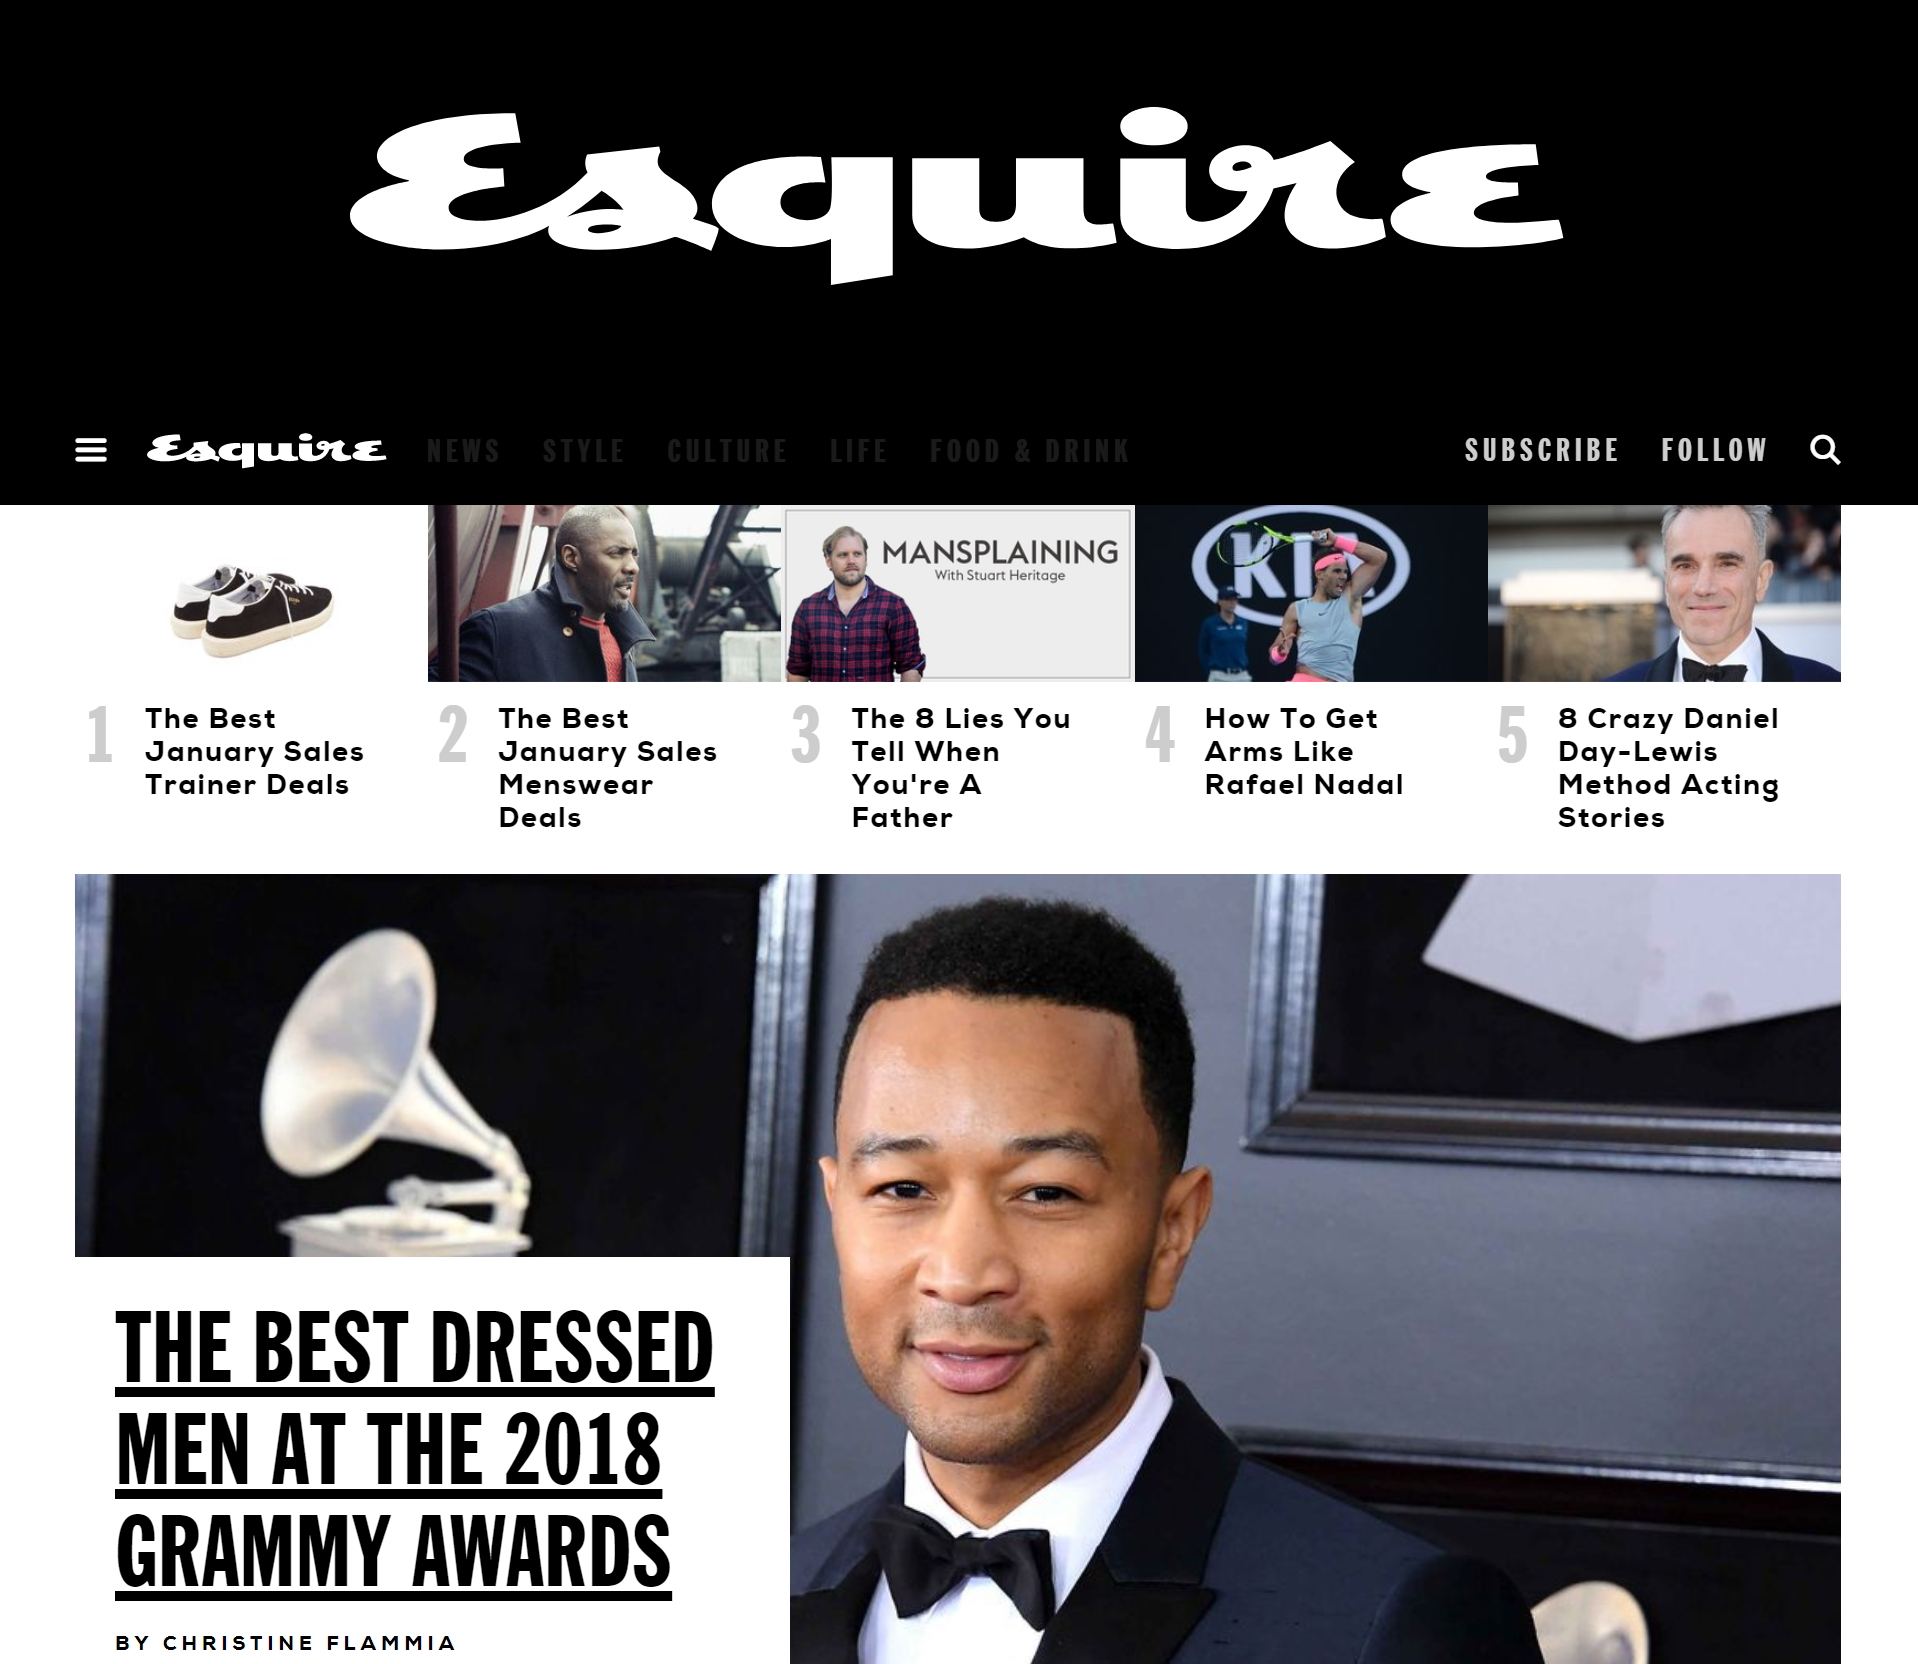 Esquire
Esquire NEWS STYLE CULTURE LIFE FOOD & DRINK SUBSCRIBE FOLLOW
MANSPLAINING
With Stuart Heritage
KIA
1
The Best
January Sales
Trainer Deals
2
The Best
January Sales
Menswear
Deals
3
The 8 Lies You
Tell When
You're A
Father
4
How To Get
Arms Like
Rafael Nadal
5
8 Crazy Daniel
Day-Lewis
Method Acting
Stories
THE BEST DRESSED
MEN AT THE 2018
GRAMMY AWARDS
BY CHRISTINE FLAMMIA